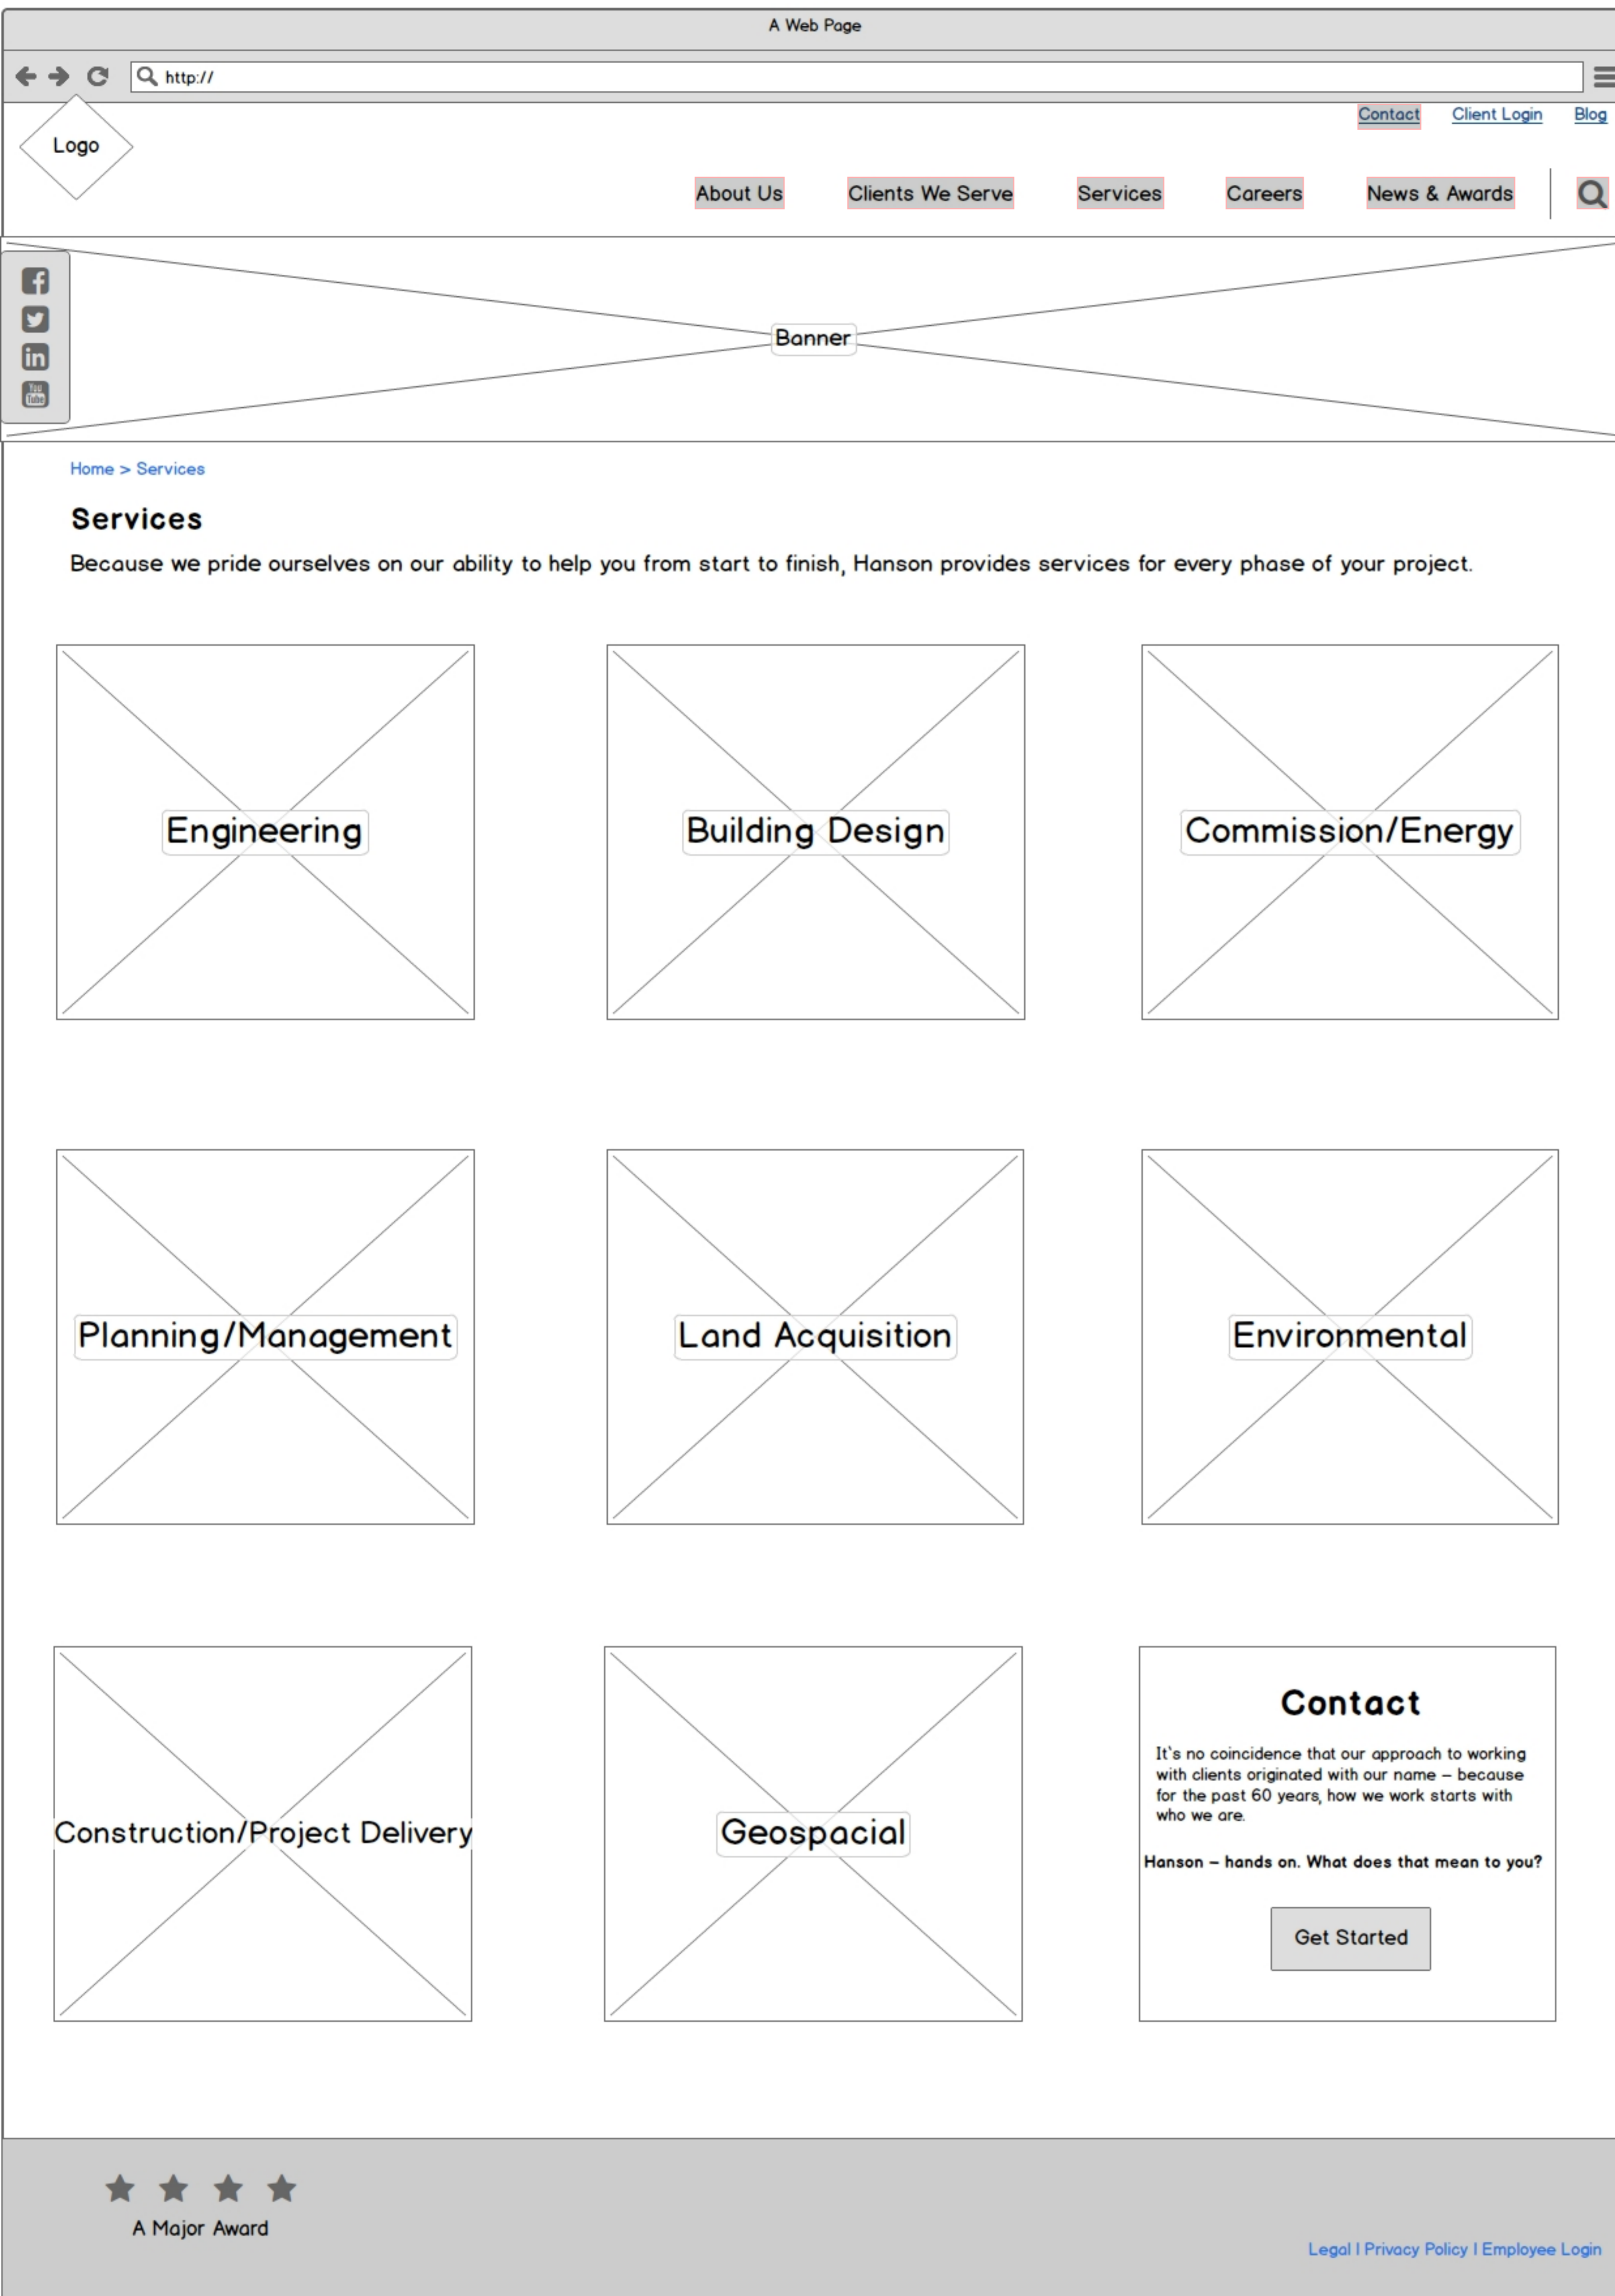 A Web Page
http://
Contact Client Login Blog
Logo
About Us Clients We Serve Services Careers News & Awards
You
Tube
Banner
Home > Services
Services
Because we pride ourselves on our ability to help you from start to finish, Hanson provides services for every phase of your project.
Engineering Building Design Commission/Energy
Planning/Management Land Acquisition Environmental
Construction/Project Delivery Geospacial
Contact
It`s no coincidence that our approach to working
with clients originated with our name – because
for the past 60 years, how we work starts with
who we are.
Hanson – hands on. What does that mean to you?
Get Started
A Major Award
Legal | Privacy Policy | Employee Login